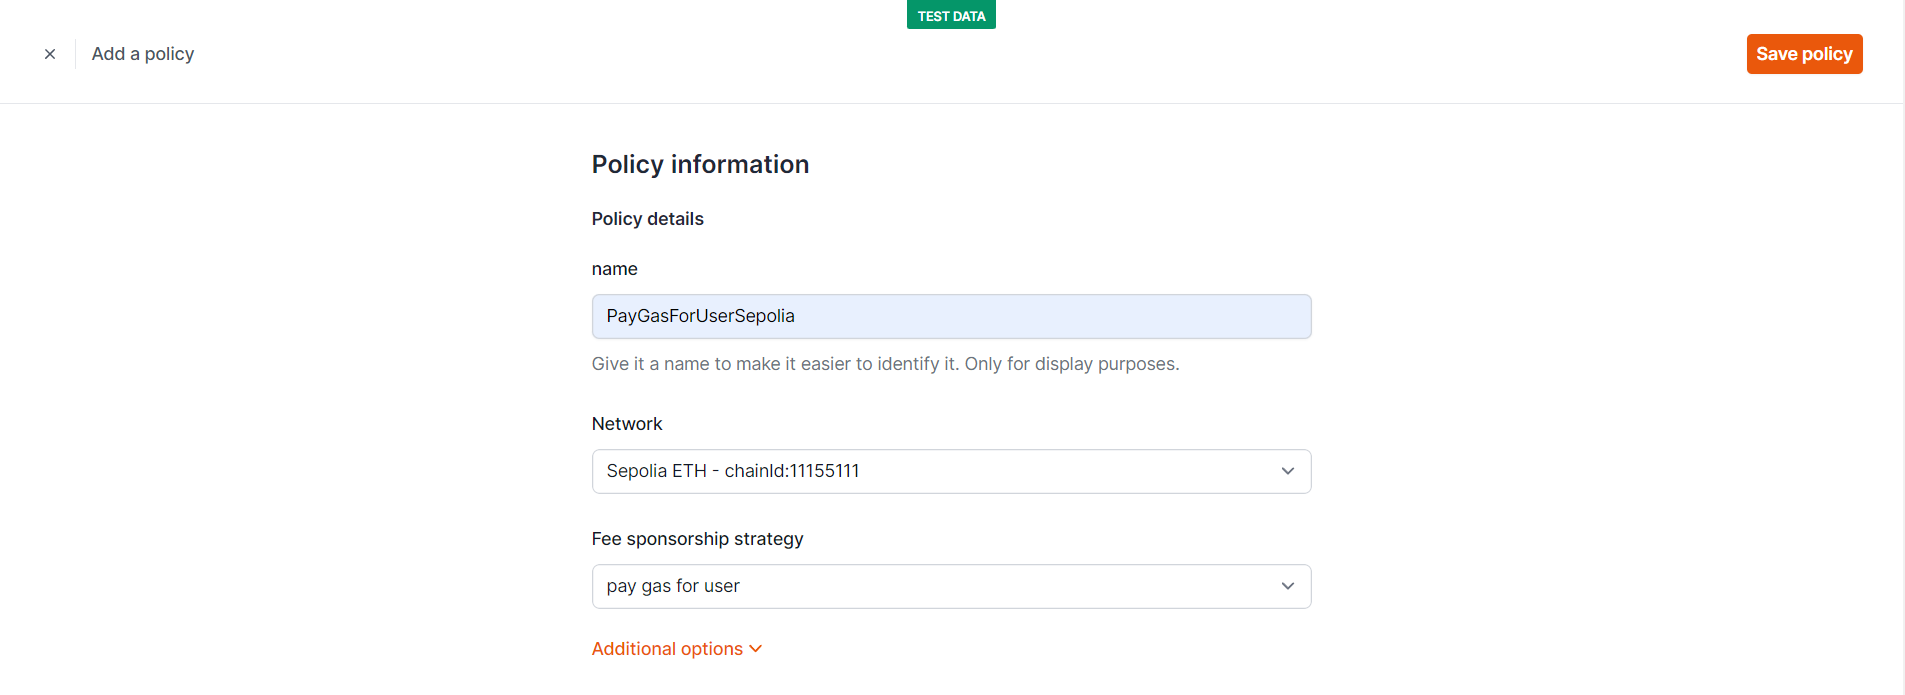 TEST DATA
Add a policy
Save policy
Policy information
Policy details
name
PayGasForUserSepolia
Give it a name to make it easier to identify it. Only for display purposes.
Network
Sepolia ETH - chainId:11155111
Fee sponsorship strategy
pay gas for user
Additional options